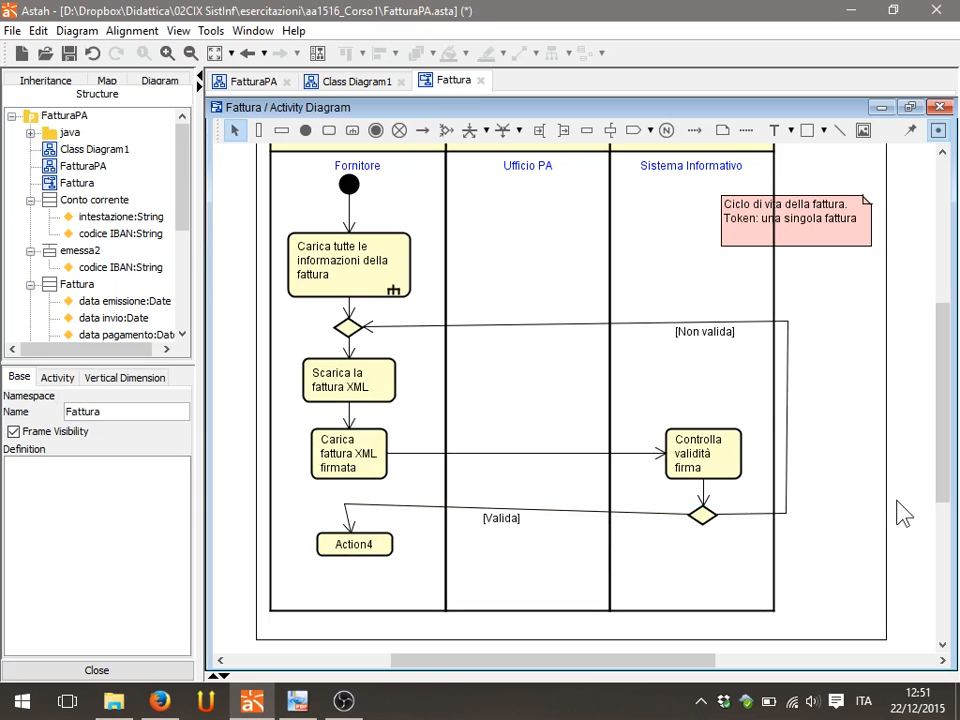 Astah - [D:\Dropbox\Didattica\02CIX SistInf\esercitazioni\aa1516_Corso1\FatturaPA.asta] (*)
File Edit Diagram Alignment View Tools Window Help
1:1
Inheritance Map Diagram
Structure
FatturaPA
java
Class Diagram1
FatturaPA
Fattura
Conto corrente
intestazione:String
codice IBAN:String
emessa2
codice IBAN:String
Fattura
data emissione:Date
data invio:Date
data pagamento:Dat
Base Activity Vertical Dimension
Namespace
Name Fattura
Frame Visibility
Definition
Close
FatturaPA Class Diagram1 Fattura
Fattura / Activity Diagram
N T
Fornitore Ufficio PA Sistema Informativo
Ciclo di vita della fattura.
Token: una singola fattura
Carica tutte le
informazioni della
fattura
[Non valida]
Scarica la
fattura XML
Carica
fattura XML
firmata
Controlla
validità
firma
[Valida]
Action4
ITA
12:51
22/12/2015